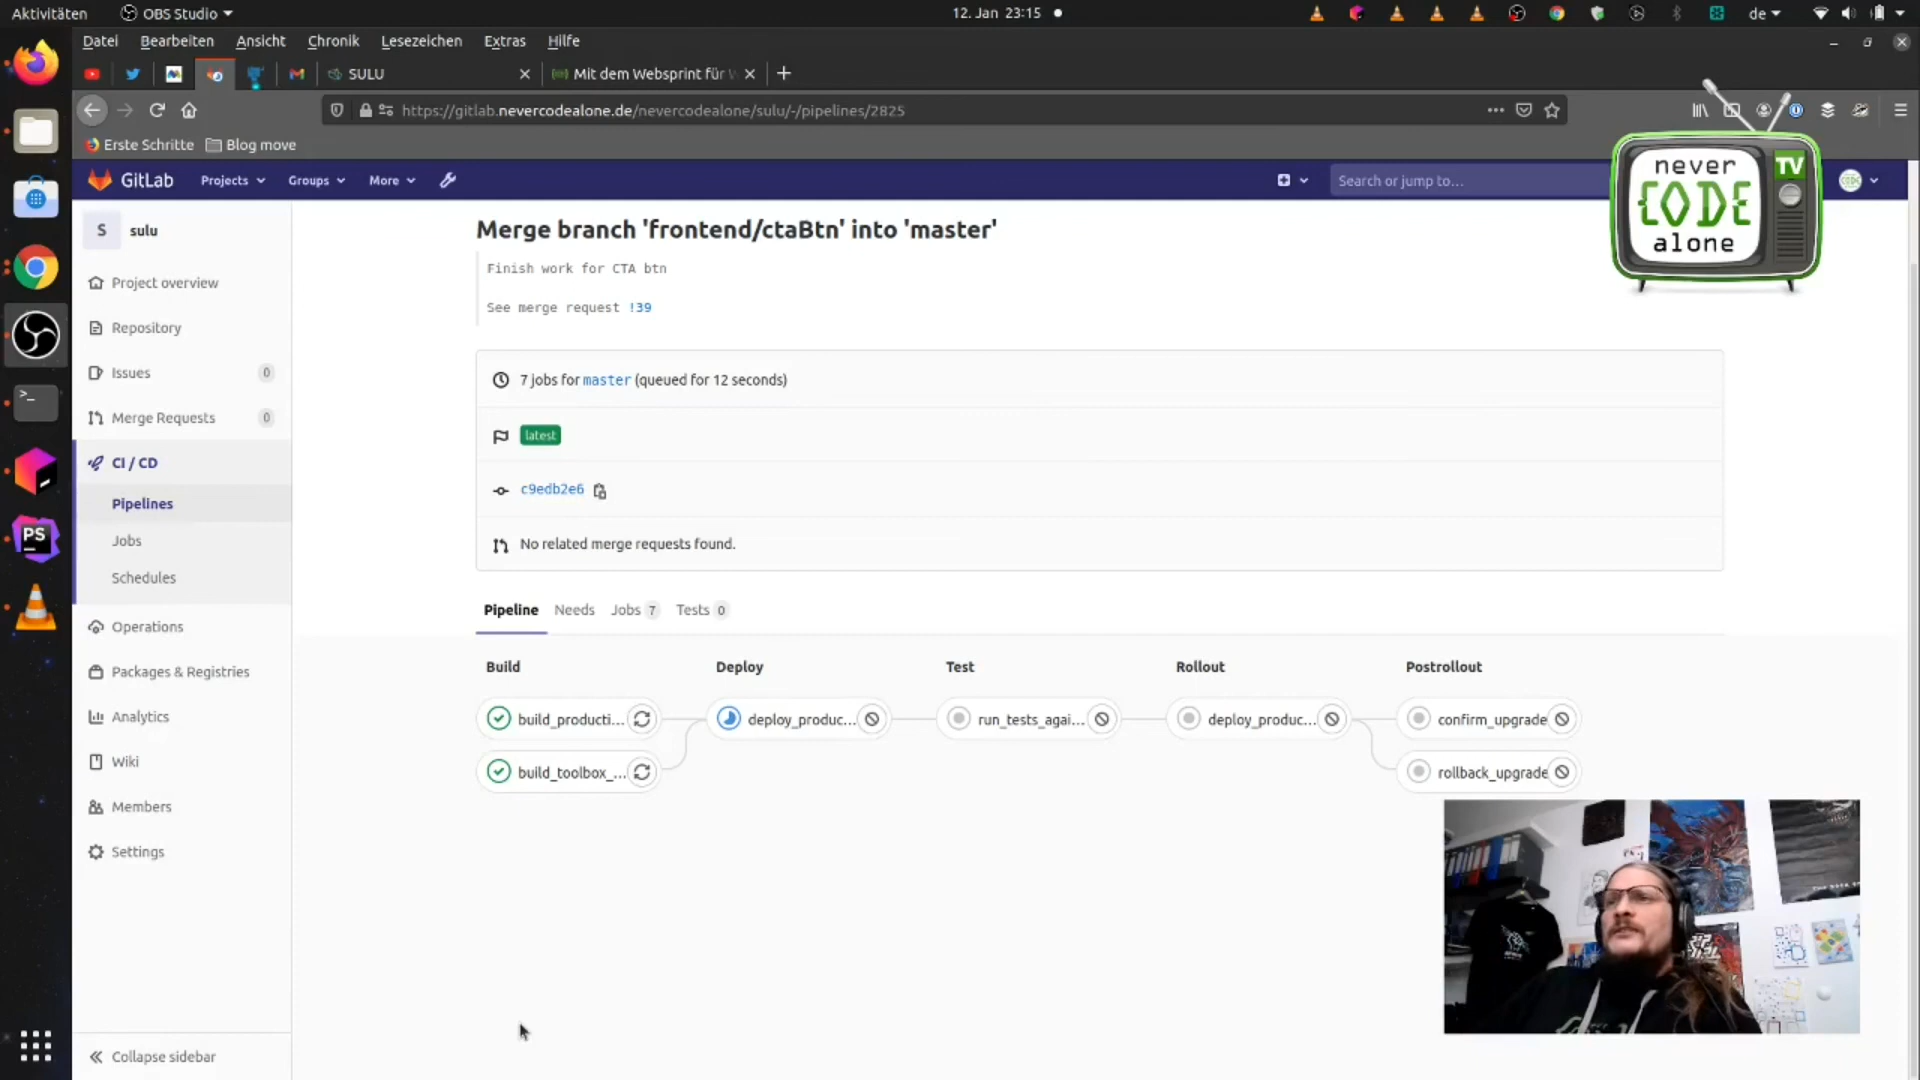 Aktivitäten
OBS Studio
12. Jan 23:15
de
Datei Bearbeiten Ansicht Chronik Lesezeichen Extras Hilfe
SULU
Mit dem Websprint für
https://gitlab.nevercodealone.de/nevercodealone/sulu/-/pipelines/2825
Erste Schritte
Blog move
GitLab Projects Groups More
Search or jump to...
never
CODE
alone
TV
S sulu
Project overview
Repository
Issues 0
Merge Requests 0
CI / CD
Pipelines
Jobs
Schedules
Operations
Packages & Registries
Analytics
Wiki
Members
Settings
Collapse sidebar
Merge branch 'frontend/ctaBtn' into 'master'
Finish work for CTA btn
See merge request !39
7 jobs for master (queued for 12 seconds)
latest
c9edb2e6
No related merge requests found.
Pipeline Needs Jobs 7 Tests 0
Build Deploy Test Rollout Postrollout
build_producti... deploy_produc... run_tests_agai... deploy_produc... confirm_upgrade
build_toolbox_... rollback_upgrade
PS